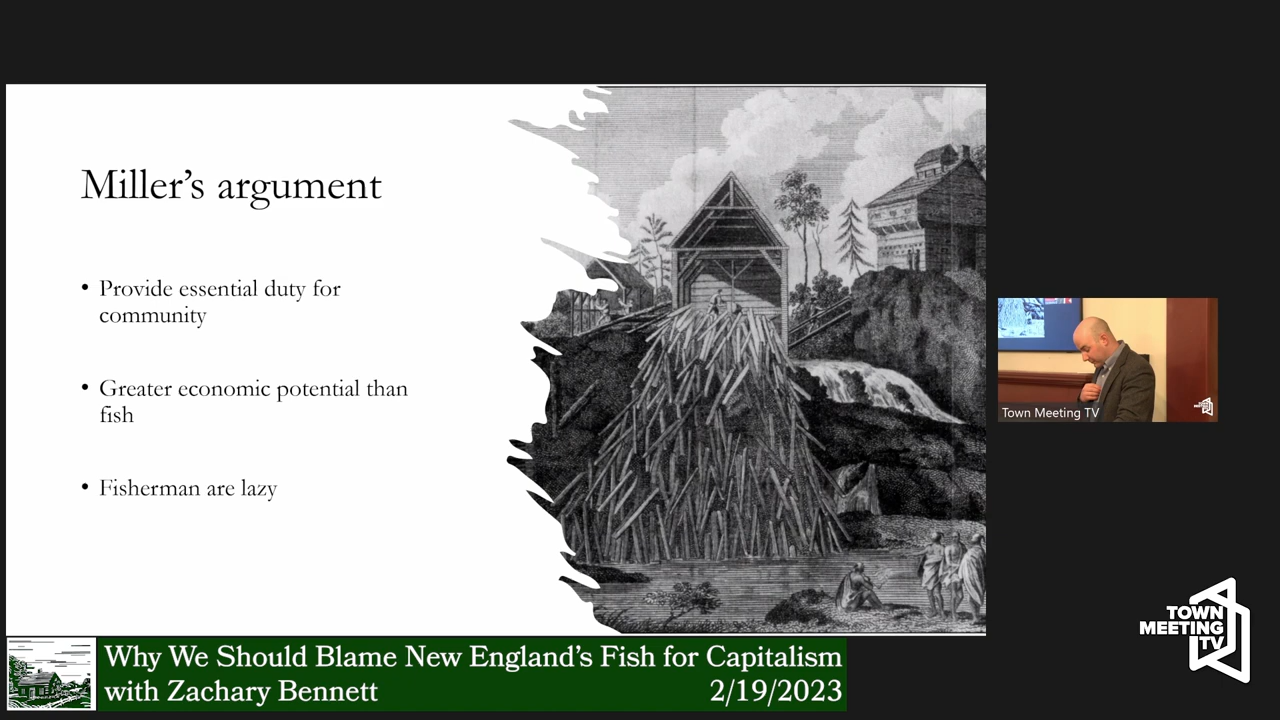 Miller's argument
• Provide essential duty for
community
• Greater economic potential than
fish
• Fisherman are lazy
Town Meeting TV
TOWN
MEETING
TV
Why We Should Blame New England's Fish for Capitalism
with Zachary Bennett 2/19/2023